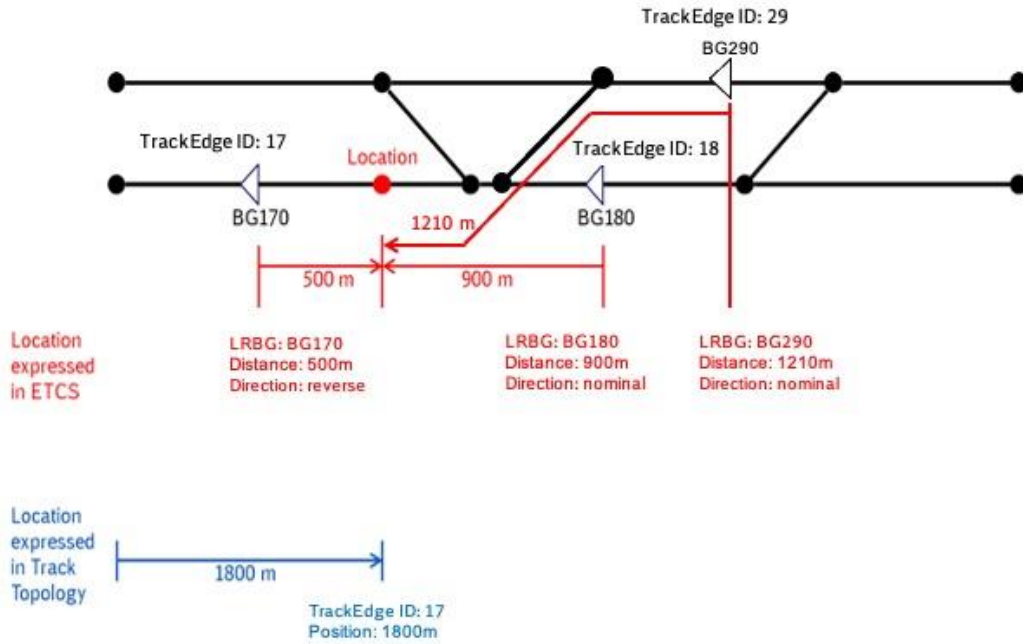 TrackEdge ID: 29
BG290
TrackEdge ID: 17
Location
TrackEdge ID: 18
BG170
BG180
1210 m
500 m
900 m
Location
expressed
in ETCS
LRBG: BG170
Distance: 500m
Direction: reverse
LRBG: BG180
Distance: 900m
Direction: nominal
LRBG: BG290
Distance: 1210m
Direction: nominal
Location
expressed
in Track
Topology
1800 m
TrackEdge ID: 17
Position: 1800m